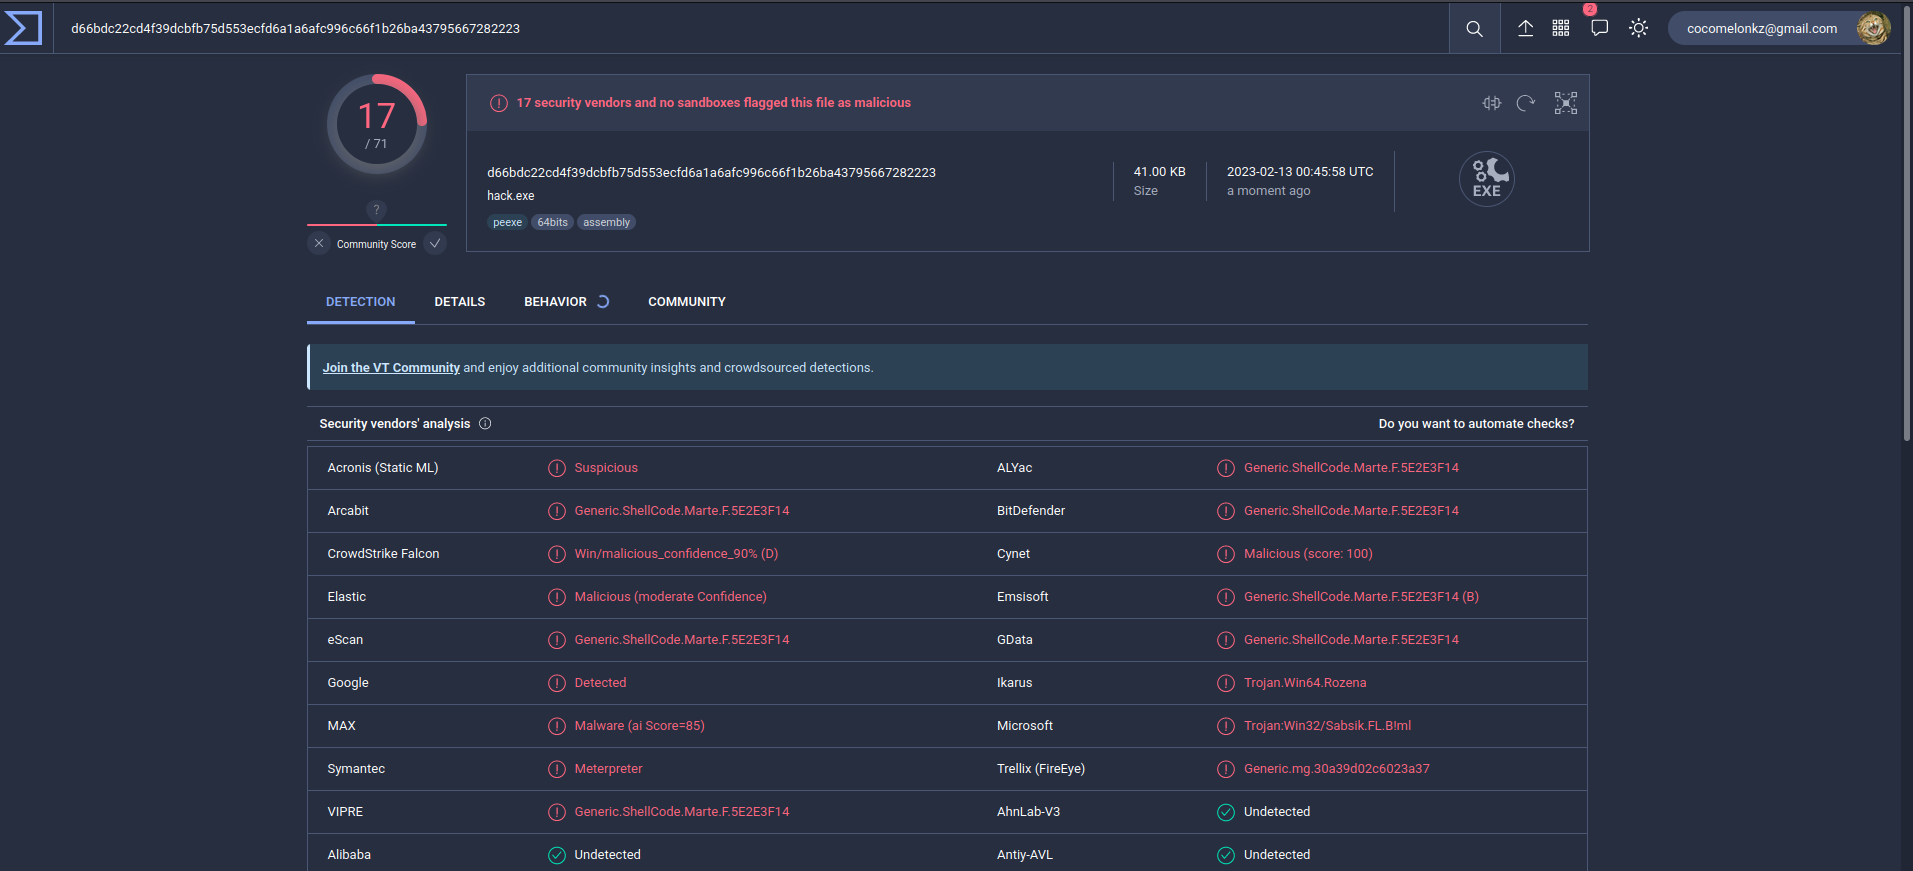 d66bdc22cd4f39dcbfb75d553ecfd6a1a6afc996c66f1b26ba43795667282223
2
cocomelonkz@gmail.com
17
/ 71
17 security vendors and no sandboxes flagged this file as malicious
d66bdc22cd4f39dcbfb75d553ecfd6a1a6afc996c66f1b26ba43795667282223
hack.exe
peexe 64bits assembly
41.00 KB
Size
2023-02-13 00:45:58 UTC
a moment ago
EXE
?
Community Score
DETECTION DETAILS BEHAVIOR COMMUNITY
Join the VT Community and enjoy additional community insights and crowdsourced detections.
Security vendors' analysis Do you want to automate checks?
Acronis (Static ML) Suspicious ALYac Generic.ShellCode.Marte.F.5E2E3F14
Arcabit Generic.ShellCode.Marte.F.5E2E3F14 BitDefender Generic.ShellCode.Marte.F.5E2E3F14
CrowdStrike Falcon Win/malicious_confidence_90% (D) Cynet Malicious (score: 100)
Elastic Malicious (moderate Confidence) Emsisoft Generic.ShellCode.Marte.F.5E2E3F14 (B)
eScan Generic.ShellCode.Marte.F.5E2E3F14 GData Generic.ShellCode.Marte.F.5E2E3F14
Google Detected Ikarus Trojan.Win64.Rozena
MAX Malware (ai Score=85) Microsoft Trojan:Win32/Sabsik.FL.B!ml
Symantec Meterpreter Trellix (FireEye) Generic.mg.30a39d02c6023a37
VIPRE Generic.ShellCode.Marte.F.5E2E3F14 AhnLab-V3 Undetected
Alibaba Undetected Antiy-AVL Undetected